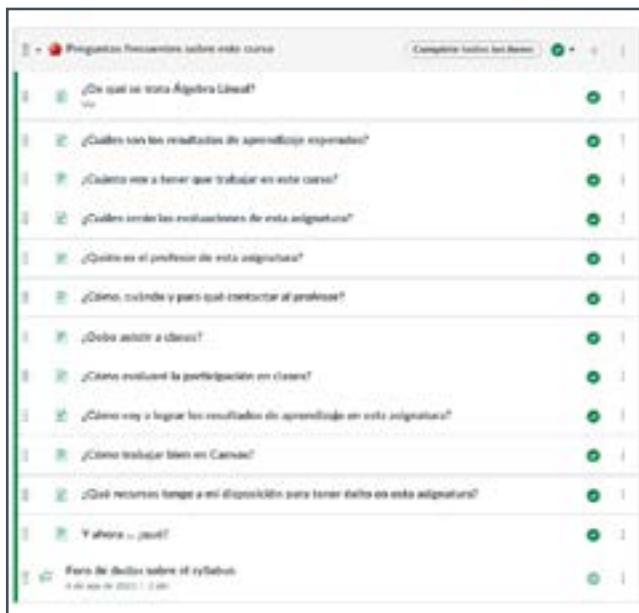 Preguntas frecuentes sobre este curso
Complete todos los ítems
¿De qué se trata Álgebra Lineal?
¿Cuáles son los resultados de aprendizaje esperados?
¿Cuánto voy a tener que trabajar en este curso?
¿Cuáles serán las evaluaciones de esta asignatura?
¿Quién es el profesor de esta asignatura?
¿Cómo, cuándo y para qué contactar al profesor?
¿Debo asistir a clases?
¿Cómo evaluaré la participación en clases?
¿Cómo voy a lograr los resultados de aprendizaje en esta asignatura?
¿Cómo trabajar bien en Canvas?
¿Qué recursos tengo a mi disposición para tener éxito en esta asignatura?
Y ahora ... ¿qué?
Foro de dudas sobre el syllabus